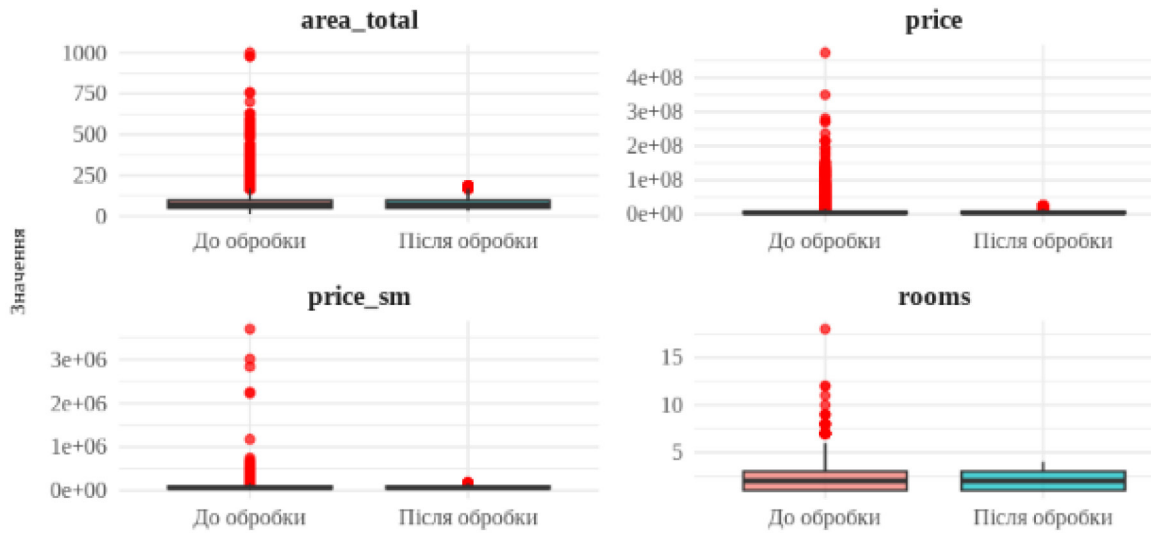 area_total
1000
750
500
250
0
До обробки Після обробки
price
4e+08
3e+08
2e+08
1e+08
0e+00
До обробки Після обробки
Значення
price_sm
3e+06
2e+06
1e+06
0e+00
До обробки Після обробки
rooms
15
10
5
До обробки Після обробки